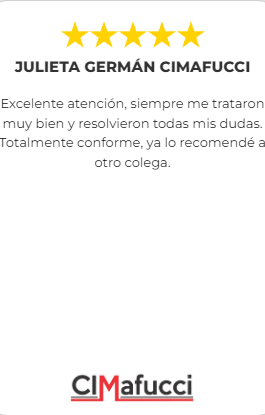 JULIETA GERMÁN CIMAFUCCI
Excelente atención, siempre me trataron
muy bien y resolvieron todas mis dudas.
Totalmente conforme, ya lo recomendé a
otro colega.
CIMafucci